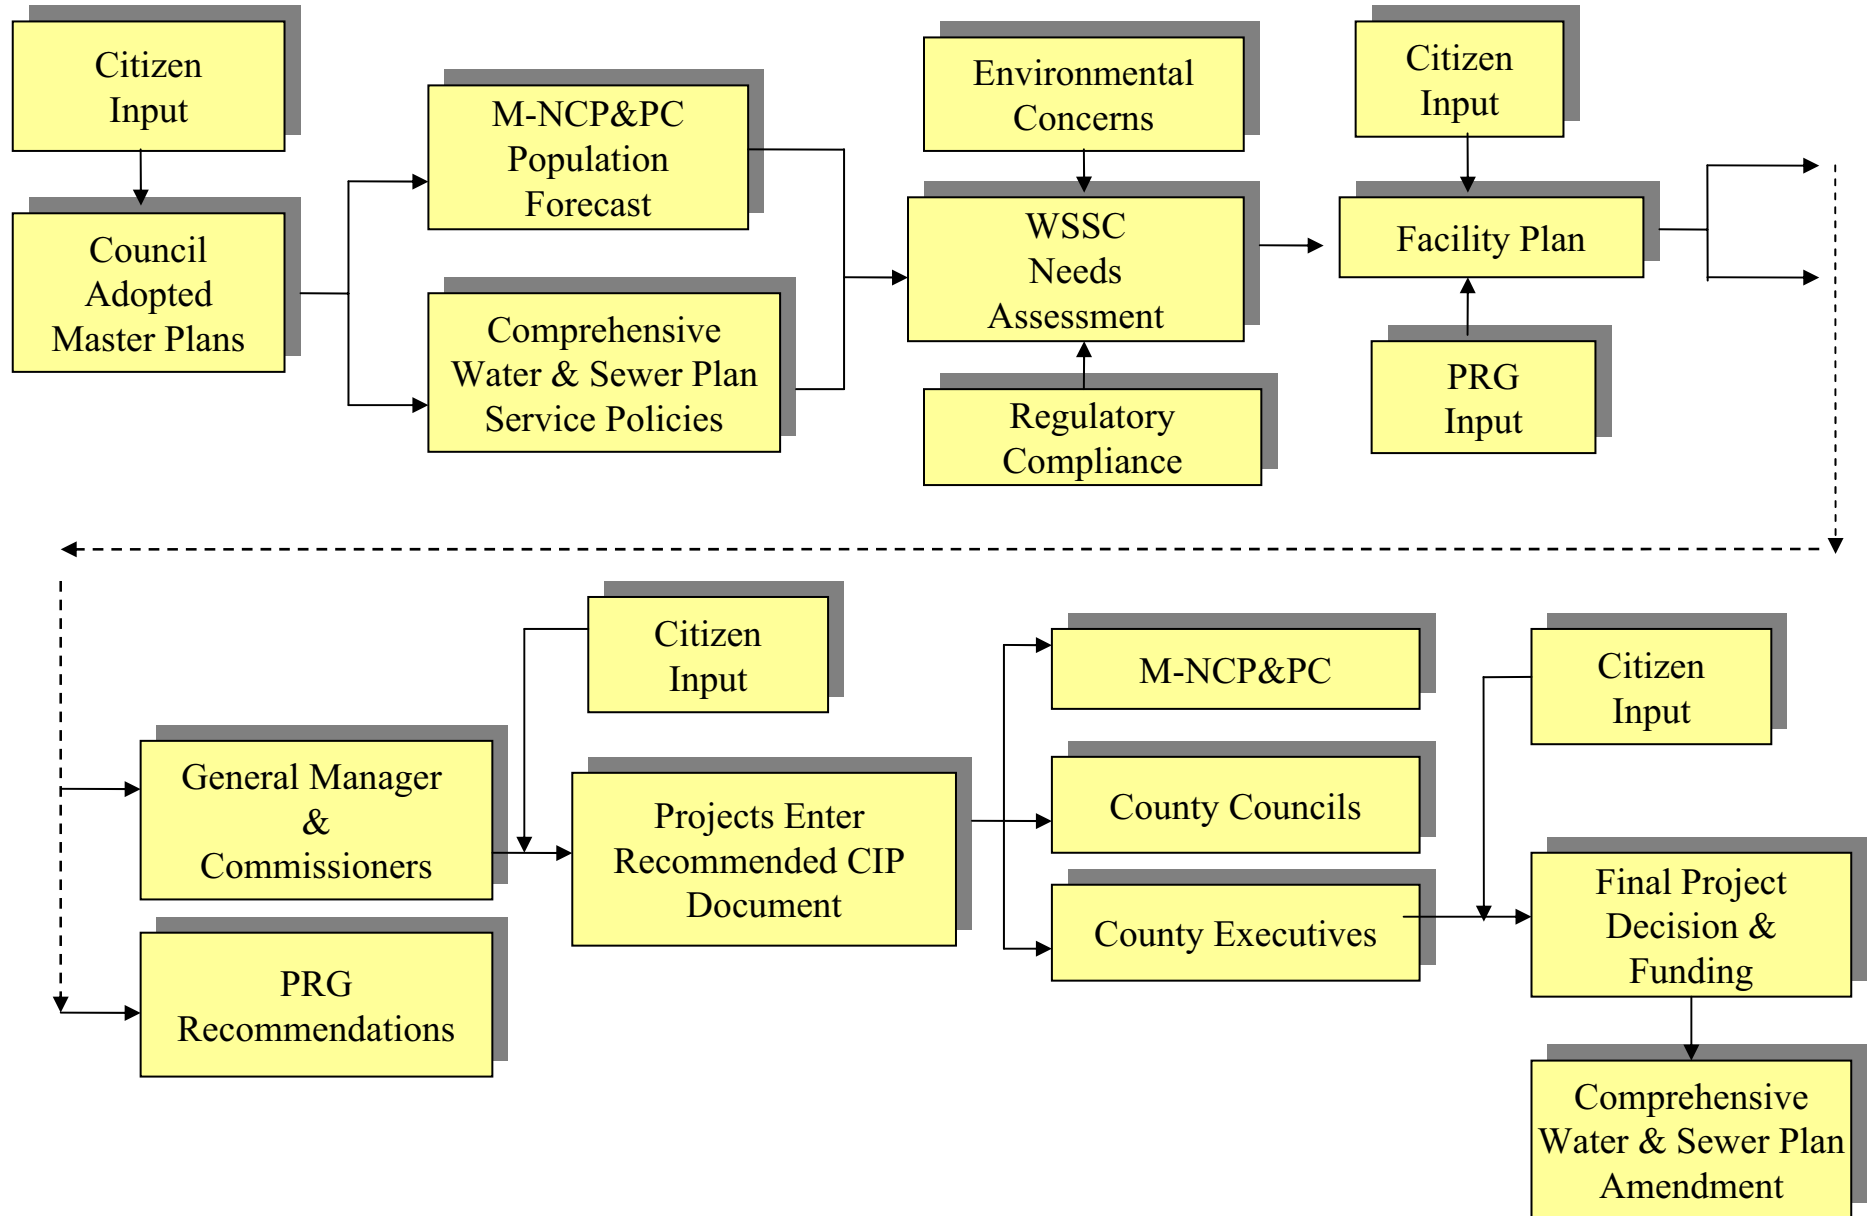 Citizen
Input
Council
Adopted
Master Plans
M-NCP&PC
Population
Forecast
Comprehensive
Water & Sewer Plan
Service Policies
Environmental
Concerns
WSSC
Needs
Assessment
Regulatory
Compliance
Citizen
Input
Facility Plan
PRG
Input
General Manager
&
Commissioners
PRG
Recommendations
Citizen
Input
Projects Enter
Recommended CIP
Document
M-NCP&PC
County Councils
County Executives
Citizen
Input
Final Project
Decision &
Funding
Comprehensive
Water & Sewer Plan
Amendment